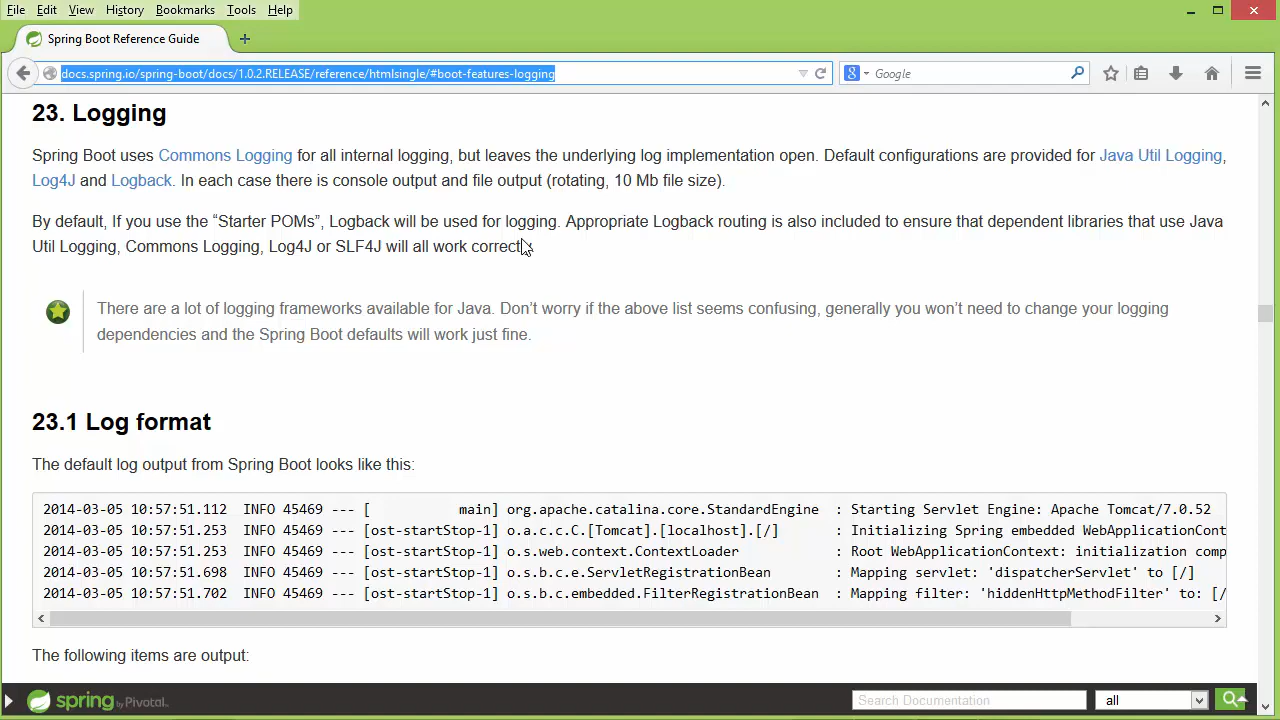 File Edit View History Bookmarks Tools Help
Spring Boot Reference Guide
docs.spring.io/spring-boot/docs/1.0.2.RELEASE/reference/htmlsingle/#boot-features-logging
Google
23. Logging
Spring Boot uses Commons Logging for all internal logging, but leaves the underlying log implementation open. Default configurations are provided for Java Util Logging,
Log4J and Logback. In each case there is console output and file output (rotating, 10 Mb file size).
By default, If you use the “Starter POMs”, Logback will be used for logging. Appropriate Logback routing is also included to ensure that dependent libraries that use Java
Util Logging, Commons Logging, Log4J or SLF4J will all work correctly.
There are a lot of logging frameworks available for Java. Don’t worry if the above list seems confusing, generally you won’t need to change your logging
dependencies and the Spring Boot defaults will work just fine.
23.1 Log format
The default log output from Spring Boot looks like this:
2014-03-05 10:57:51.112  INFO 45469 --- [           main] org.apache.catalina.core.StandardEngine  : Starting Servlet Engine: Apache Tomcat/7.0.52
2014-03-05 10:57:51.253  INFO 45469 --- [ost-startStop-1] o.a.c.c.C.[Tomcat].[localhost].[/]       : Initializing Spring embedded WebApplicationCont
2014-03-05 10:57:51.253  INFO 45469 --- [ost-startStop-1] o.s.web.context.ContextLoader            : Root WebApplicationContext: initialization comp
2014-03-05 10:57:51.698  INFO 45469 --- [ost-startStop-1] o.s.b.c.e.ServletRegistrationBean        : Mapping servlet: 'dispatcherServlet' to [/]
2014-03-05 10:57:51.702  INFO 45469 --- [ost-startStop-1] o.s.b.c.embedded.FilterRegistrationBean  : Mapping filter: 'hiddenHttpMethodFilter' to: [/
The following items are output:
spring by Pivotal.
Search Documentation
all